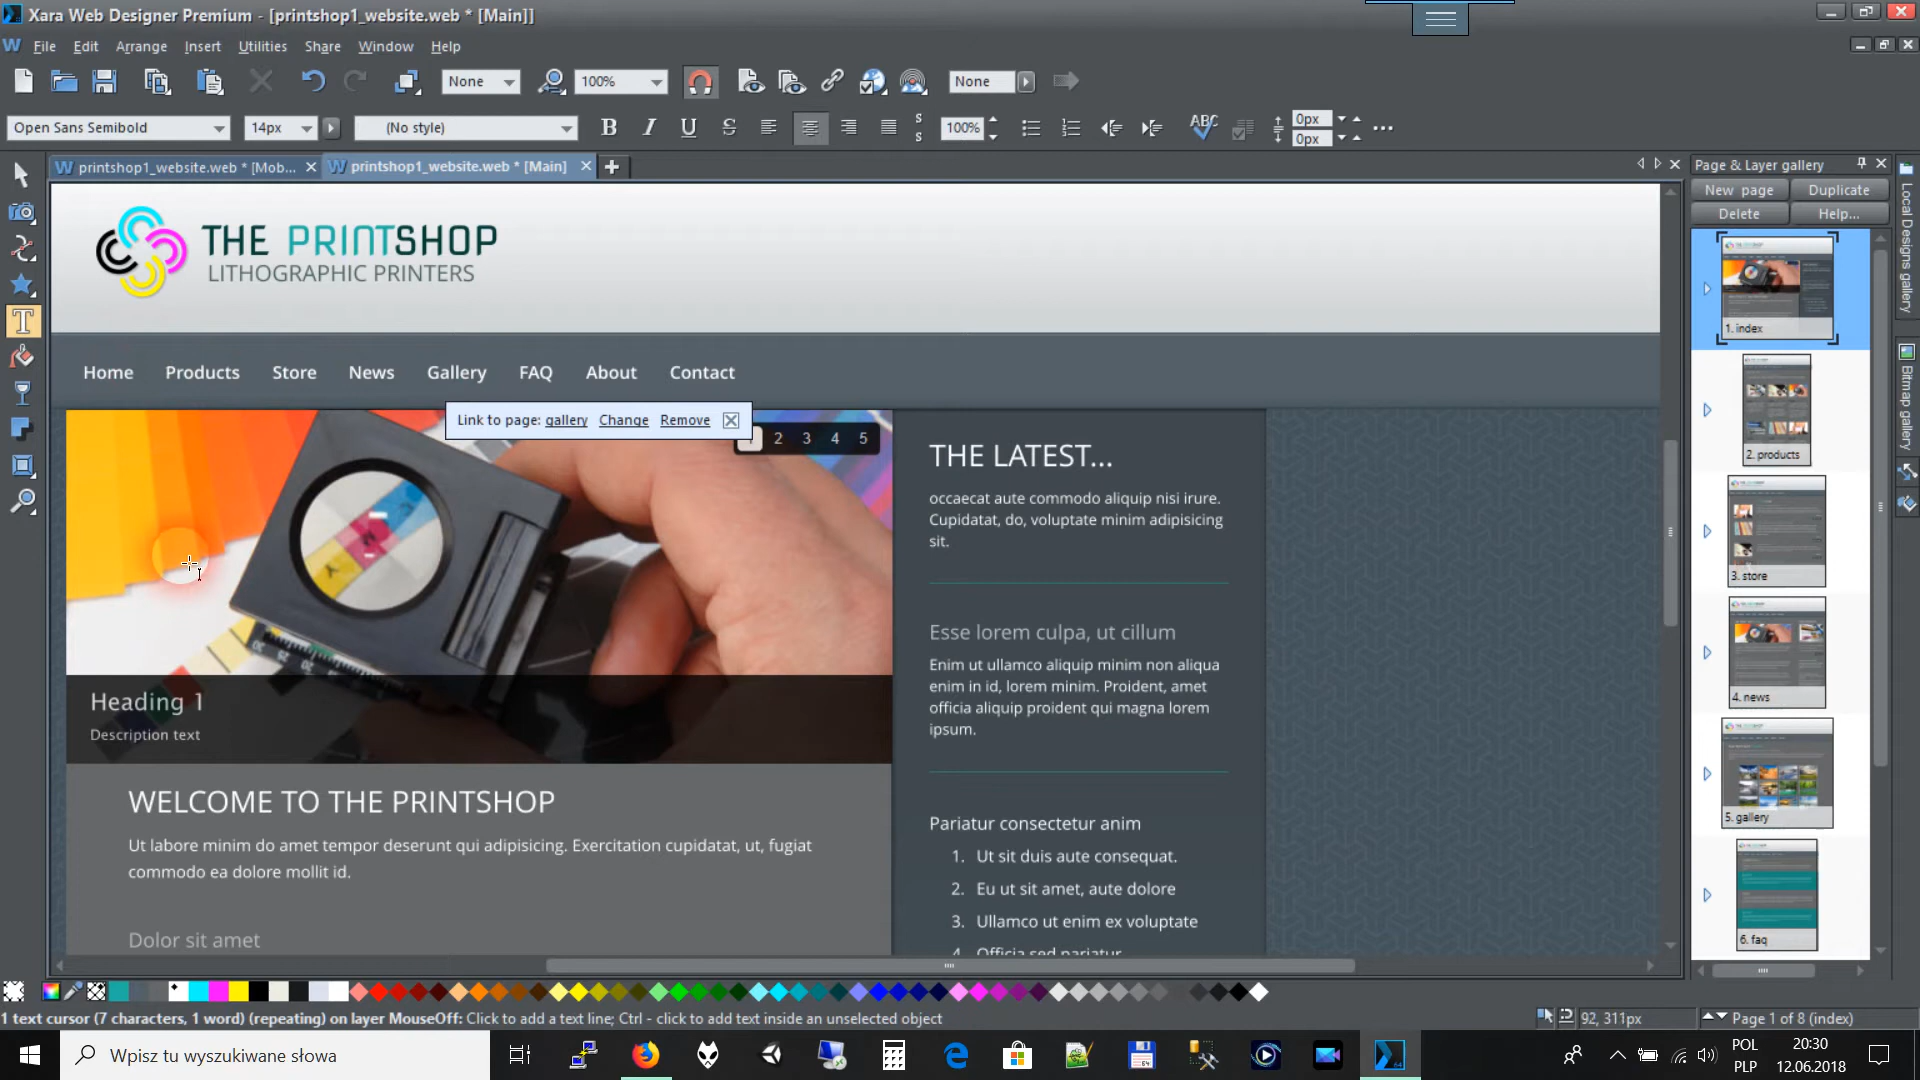 Xara Web Designer Premium - [printshop1_website.web * [Main]]
File Edit Arrange Insert Utilities Share Window Help
None 100% None
Open Sans Semibold 14px (No style) B I U S 100% ABC 0px
0px
printshop1_website.web * [Mob... printshop1_website.web * [Main]
Page & Layer gallery
New page Duplicate
Delete Help...
Local Designs gallery
Bitmap gallery
THE PRINTSHOP
LITHOGRAPHIC PRINTERS
Home Products Store News Gallery FAQ About Contact
Link to page: gallery Change Remove
2 3 4 5
Heading 1
Description text
WELCOME TO THE PRINTSHOP
Ut labore minim do amet tempor deserunt qui adipisicing. Exercitation cupidatat, ut, fugiat
commodo ea dolore mollit id.
Dolor sit amet
THE LATEST...
occaecat aute commodo aliquip nisi irure.
Cupidatat, do, voluptate minim adipisicing
sit.
Esse lorem culpa, ut cillum
Enim ut ullamco aliquip minim non aliqua
enim in id, lorem minim. Proident, amet
officia aliquip proident qui magna lorem
ipsum.
Pariatur consectetur anim
1. Ut sit duis aute consequat.
2. Eu ut sit amet, aute dolore
3. Ullamco ut enim ex voluptate
4. Officia sed pariatur
1. index
2. products
3. store
4. news
5. gallery
6. faq
1 text cursor (7 characters, 1 word) (repeating) on layer MouseOff: Click to add a text line; Ctrl - click to add text inside an unselected object
92, 311px
Page 1 of 8 (index)
Wpisz tu wyszukiwane słowa
POL
PLP
20:30
12.06.2018